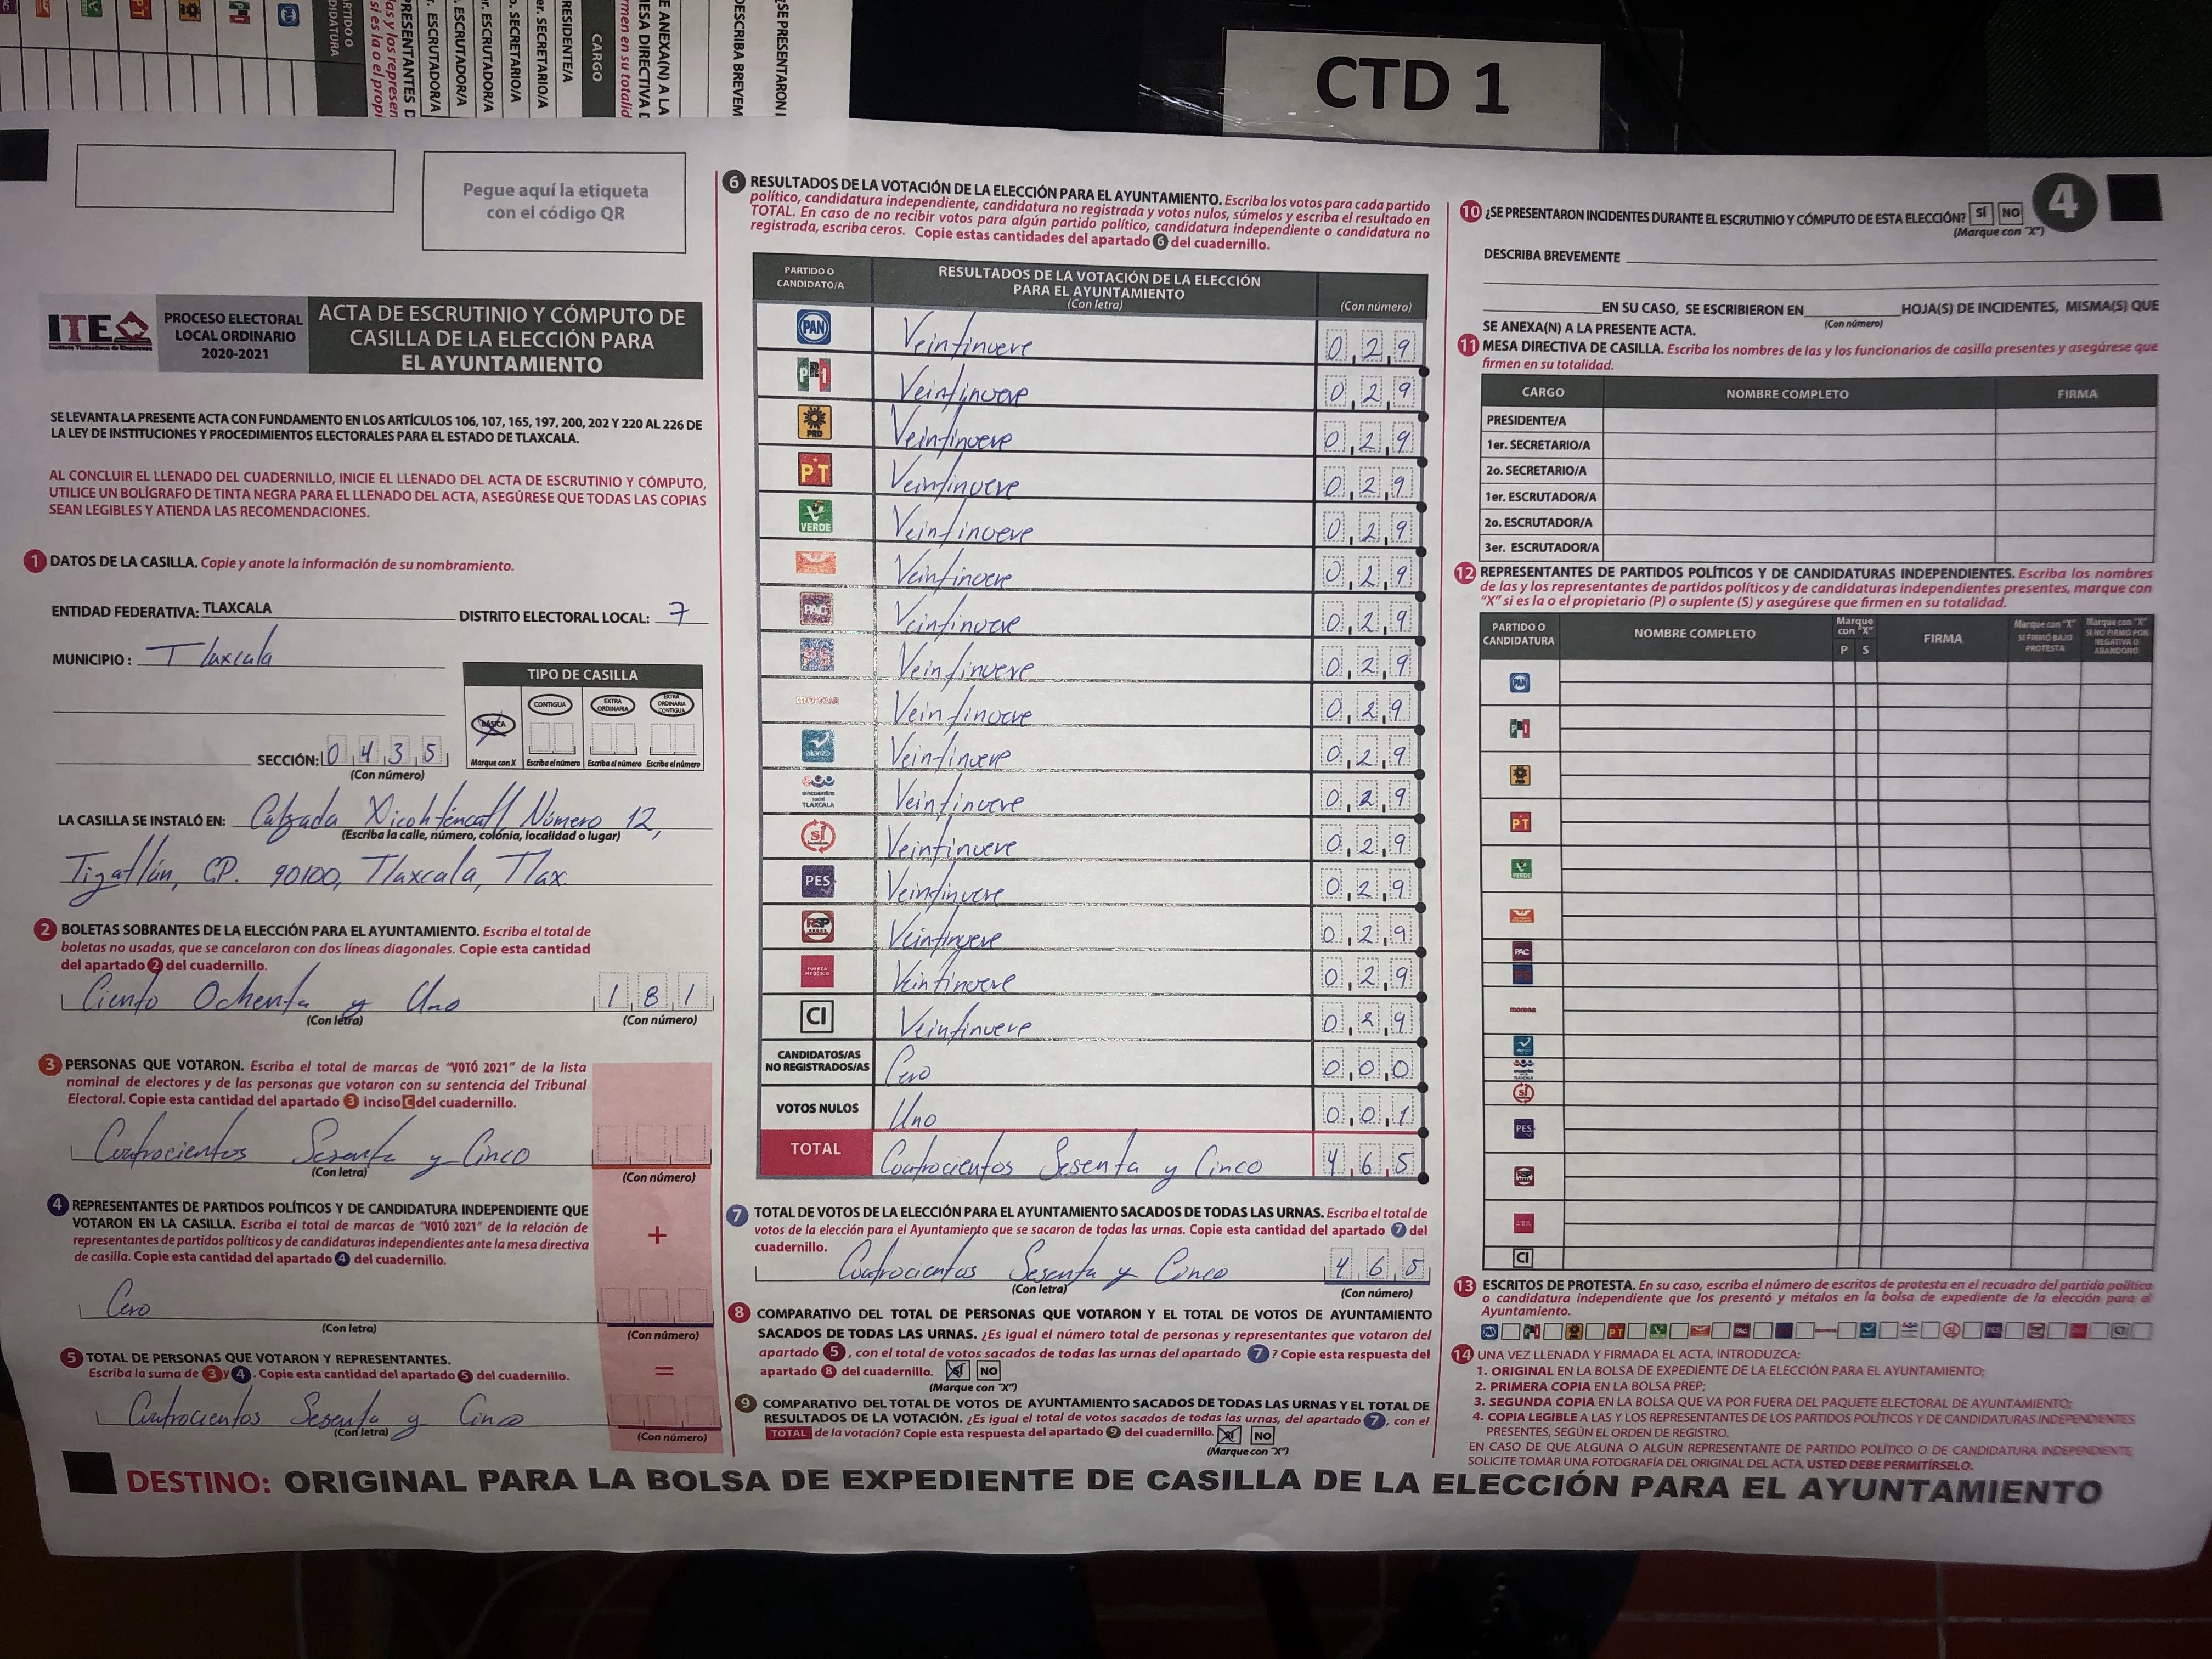 CTD 1
PARTIDO O
DIDATURA
. ESCRUTADOR/A
r. ESCRUTADOR/A
o. SECRETARIO/A
er. SECRETARIO/A
RESIDENTE/A
CARGO
Pegue aquí la etiqueta
con el código QR
ITE
Instituto Tlaxcalteca de Elecciones
PROCESO ELECTORAL
LOCAL ORDINARIO
2020-2021
ACTA DE ESCRUTINIO Y CÓMPUTO DE
CASILLA DE LA ELECCIÓN PARA
EL AYUNTAMIENTO
SE LEVANTA LA PRESENTE ACTA CON FUNDAMENTO EN LOS ARTÍCULOS 106, 107, 165, 197, 200, 202 Y 220 AL 226 DE
LA LEY DE INSTITUCIONES Y PROCEDIMIENTOS ELECTORALES PARA EL ESTADO DE TLAXCALA.
AL CONCLUIR EL LLENADO DEL CUADERNILLO, INICIE EL LLENADO DEL ACTA DE ESCRUTINIO Y CÓMPUTO,
UTILICE UN BOLÍGRAFO DE TINTA NEGRA PARA EL LLENADO DEL ACTA, ASEGÚRESE QUE TODAS LAS COPIAS
SEAN LEGIBLES Y ATIENDA LAS RECOMENDACIONES.
1 DATOS DE LA CASILLA. Copie y anote la información de su nombramiento.
ENTIDAD FEDERATIVA: TLAXCALA DISTRITO ELECTORAL LOCAL: 7
MUNICIPIO: Tlaxcala
TIPO DE CASILLA
BÁSICA CONTIGUA EXTRA ORDINARIA EXTRA ORDINARIA CONTIGUA
Marque con X Escriba el número Escriba el número Escriba el número
SECCIÓN: 0 4 3 5
(Con número)
LA CASILLA SE INSTALÓ EN: Calzada Xicohténcatl Número 12,
(Escriba la calle, número, colonia, localidad o lugar)
Tizatlán, C.P. 90100, Tlaxcala, Tlax.
2 BOLETAS SOBRANTES DE LA ELECCIÓN PARA EL AYUNTAMIENTO. Escriba el total de
boletas no usadas, que se cancelaron con dos líneas diagonales. Copie esta cantidad
del apartado 2 del cuadernillo.
Ciento Ochenta y Uno 1 8 1
(Con letra) (Con número)
3 PERSONAS QUE VOTARON. Escriba el total de marcas de "VOTÓ 2021" de la lista
nominal de electores y de las personas que votaron con su sentencia del Tribunal
Electoral. Copie esta cantidad del apartado 3 inciso C del cuadernillo.
Cuatrocientos Sesenta y Cinco
(Con letra) (Con número)
4 REPRESENTANTES DE PARTIDOS POLÍTICOS Y DE CANDIDATURA INDEPENDIENTE QUE
VOTARON EN LA CASILLA. Escriba el total de marcas de "VOTÓ 2021" de la relación de
representantes de partidos políticos y de candidaturas independientes ante la mesa directiva
de casilla. Copie esta cantidad del apartado 4 del cuadernillo.
+
Cero
(Con letra) (Con número)
5 TOTAL DE PERSONAS QUE VOTARON Y REPRESENTANTES.
Escriba la suma de 3 y 4. Copie esta cantidad del apartado 5 del cuadernillo.
=
Cuatrocientos Sesenta y Cinco
(Con letra) (Con número)
6 RESULTADOS DE LA VOTACIÓN DE LA ELECCIÓN PARA EL AYUNTAMIENTO. Escriba los votos para cada partido
político, candidatura independiente, candidatura no registrada y votos nulos, súmelos y escriba el resultado en
TOTAL. En caso de no recibir votos para algún partido político, candidatura independiente o candidatura no
registrada, escriba ceros. Copie estas cantidades del apartado 6 del cuadernillo.
PARTIDO O
CANDIDATO/A
RESULTADOS DE LA VOTACIÓN DE LA ELECCIÓN
PARA EL AYUNTAMIENTO
(Con letra) (Con número)
PAN Veintinueve 0 2 9
PRI Veintinueve 0 2 9
PRD Veintinueve 0 2 9
PT Veintinueve 0 2 9
VERDE Veintinueve 0 2 9
Veintinueve 0 2 9
PAC Veintinueve 0 2 9
Veintinueve 0 2 9
morena Veintinueve 0 2 9
alianza Veintinueve 0 2 9
encuentro social TLAXCALA Veintinueve 0 2 9
sí Veintinueve 0 2 9
PES Veintinueve 0 2 9
RSP Veintinueve 0 2 9
FUERZA MEXICO Veintinueve 0 2 9
CI Veintinueve 0 2 9
CANDIDATOS/AS
NO REGISTRADOS/AS Cero 0 0 0
VOTOS NULOS Uno 0 0 1
TOTAL Cuatrocientos Sesenta y Cinco 4 6 5
7 TOTAL DE VOTOS DE LA ELECCIÓN PARA EL AYUNTAMIENTO SACADOS DE TODAS LAS URNAS. Escriba el total de
votos de la elección para el Ayuntamiento que se sacaron de todas las urnas. Copie esta cantidad del apartado 7 del
cuadernillo.
Cuatrocientos Sesenta y Cinco 4 6 5
(Con letra) (Con número)
8 COMPARATIVO DEL TOTAL DE PERSONAS QUE VOTARON Y EL TOTAL DE VOTOS DE AYUNTAMIENTO
SACADOS DE TODAS LAS URNAS. ¿Es igual el número total de personas y representantes que votaron del
apartado 5, con el total de votos sacados de todas las urnas del apartado 7? Copie esta respuesta del
apartado 8 del cuadernillo. SÍ NO
(Marque con "X")
9 COMPARATIVO DEL TOTAL DE VOTOS DE AYUNTAMIENTO SACADOS DE TODAS LAS URNAS Y EL TOTAL DE
RESULTADOS DE LA VOTACIÓN. ¿Es igual el total de votos sacados de todas las urnas, del apartado 7, con el
TOTAL de la votación? Copie esta respuesta del apartado 9 del cuadernillo. SÍ NO
(Marque con "X")
4
10 ¿SE PRESENTARON INCIDENTES DURANTE EL ESCRUTINIO Y CÓMPUTO DE ESTA ELECCIÓN? SÍ NO
(Marque con "X")
DESCRIBA BREVEMENTE
EN SU CASO, SE ESCRIBIERON EN HOJA(S) DE INCIDENTES, MISMA(S) QUE
(Con número)
SE ANEXA(N) A LA PRESENTE ACTA.
11 MESA DIRECTIVA DE CASILLA. Escriba los nombres de las y los funcionarios de casilla presentes y asegúrese que
firmen en su totalidad.
CARGO NOMBRE COMPLETO FIRMA
PRESIDENTE/A
1er. SECRETARIO/A
2o. SECRETARIO/A
1er. ESCRUTADOR/A
2o. ESCRUTADOR/A
3er. ESCRUTADOR/A
12 REPRESENTANTES DE PARTIDOS POLÍTICOS Y DE CANDIDATURAS INDEPENDIENTES. Escriba los nombres
de las y los representantes de partidos políticos y de candidaturas independientes presentes, marque con
"X" si es la o el propietario (P) o suplente (S) y asegúrese que firmen en su totalidad.
PARTIDO O
CANDIDATURA
NOMBRE COMPLETO
Marque
con "X"
P S
FIRMA
Marque con "X"
SI FIRMÓ BAJO
PROTESTA
Marque con "X"
SI NO FIRMÓ POR
NEGATIVA O
ABANDONO
PAN
PRI
PRD
PT
VERDE
PAC
morena
sí
PES
RSP
CI
13 ESCRITOS DE PROTESTA. En su caso, escriba el número de escritos de protesta en el recuadro del partido político
o candidatura independiente que los presentó y métalos en la bolsa de expediente de la elección para el
Ayuntamiento.
14 UNA VEZ LLENADA Y FIRMADA EL ACTA, INTRODUZCA:
1. ORIGINAL EN LA BOLSA DE EXPEDIENTE DE LA ELECCIÓN PARA EL AYUNTAMIENTO;
2. PRIMERA COPIA EN LA BOLSA PREP;
3. SEGUNDA COPIA EN LA BOLSA QUE VA POR FUERA DEL PAQUETE ELECTORAL DE AYUNTAMIENTO;
4. COPIA LEGIBLE A LAS Y LOS REPRESENTANTES DE LOS PARTIDOS POLÍTICOS Y DE CANDIDATURAS INDEPENDIENTES
PRESENTES, SEGÚN EL ORDEN DE REGISTRO.
EN CASO DE QUE ALGUNA O ALGÚN REPRESENTANTE DE PARTIDO POLÍTICO O DE CANDIDATURA INDEPENDIENTE
SOLICITE TOMAR UNA FOTOGRAFÍA DEL ORIGINAL DEL ACTA, USTED DEBE PERMITÍRSELO.
DESTINO: ORIGINAL PARA LA BOLSA DE EXPEDIENTE DE CASILLA DE LA ELECCIÓN PARA EL AYUNTAMIENTO